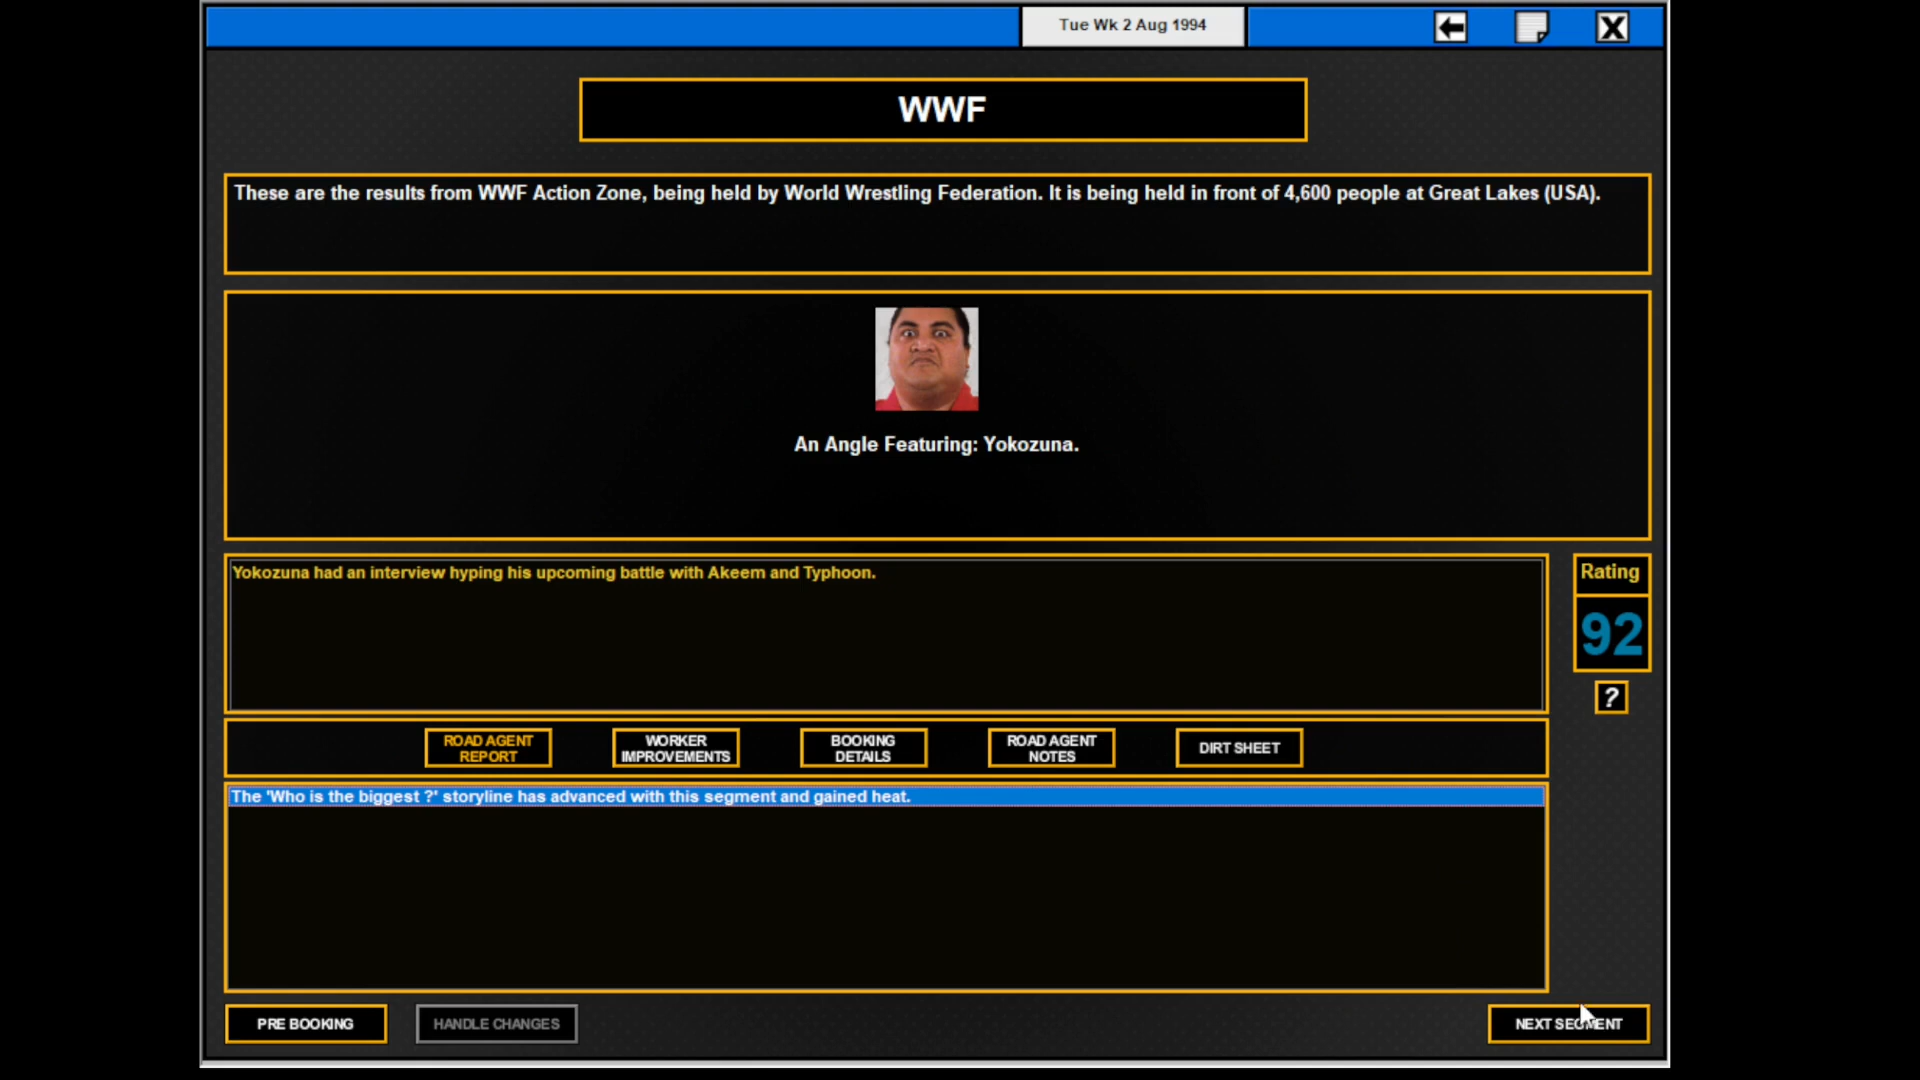 Tue Wk 2 Aug 1994
WWF
These are the results from WWF Action Zone, being held by World Wrestling Federation. It is being held in front of 4,600 people at Great Lakes (USA).
An Angle Featuring: Yokozuna.
Yokozuna had an interview hyping his upcoming battle with Akeem and Typhoon.
Rating
92
?
ROAD AGENT
REPORT
WORKER
IMPROVEMENTS
BOOKING
DETAILS
ROAD AGENT
NOTES
DIRT SHEET
The 'Who is the biggest ?' storyline has advanced with this segment and gained heat.
PRE BOOKING
HANDLE CHANGES
NEXT SEGMENT